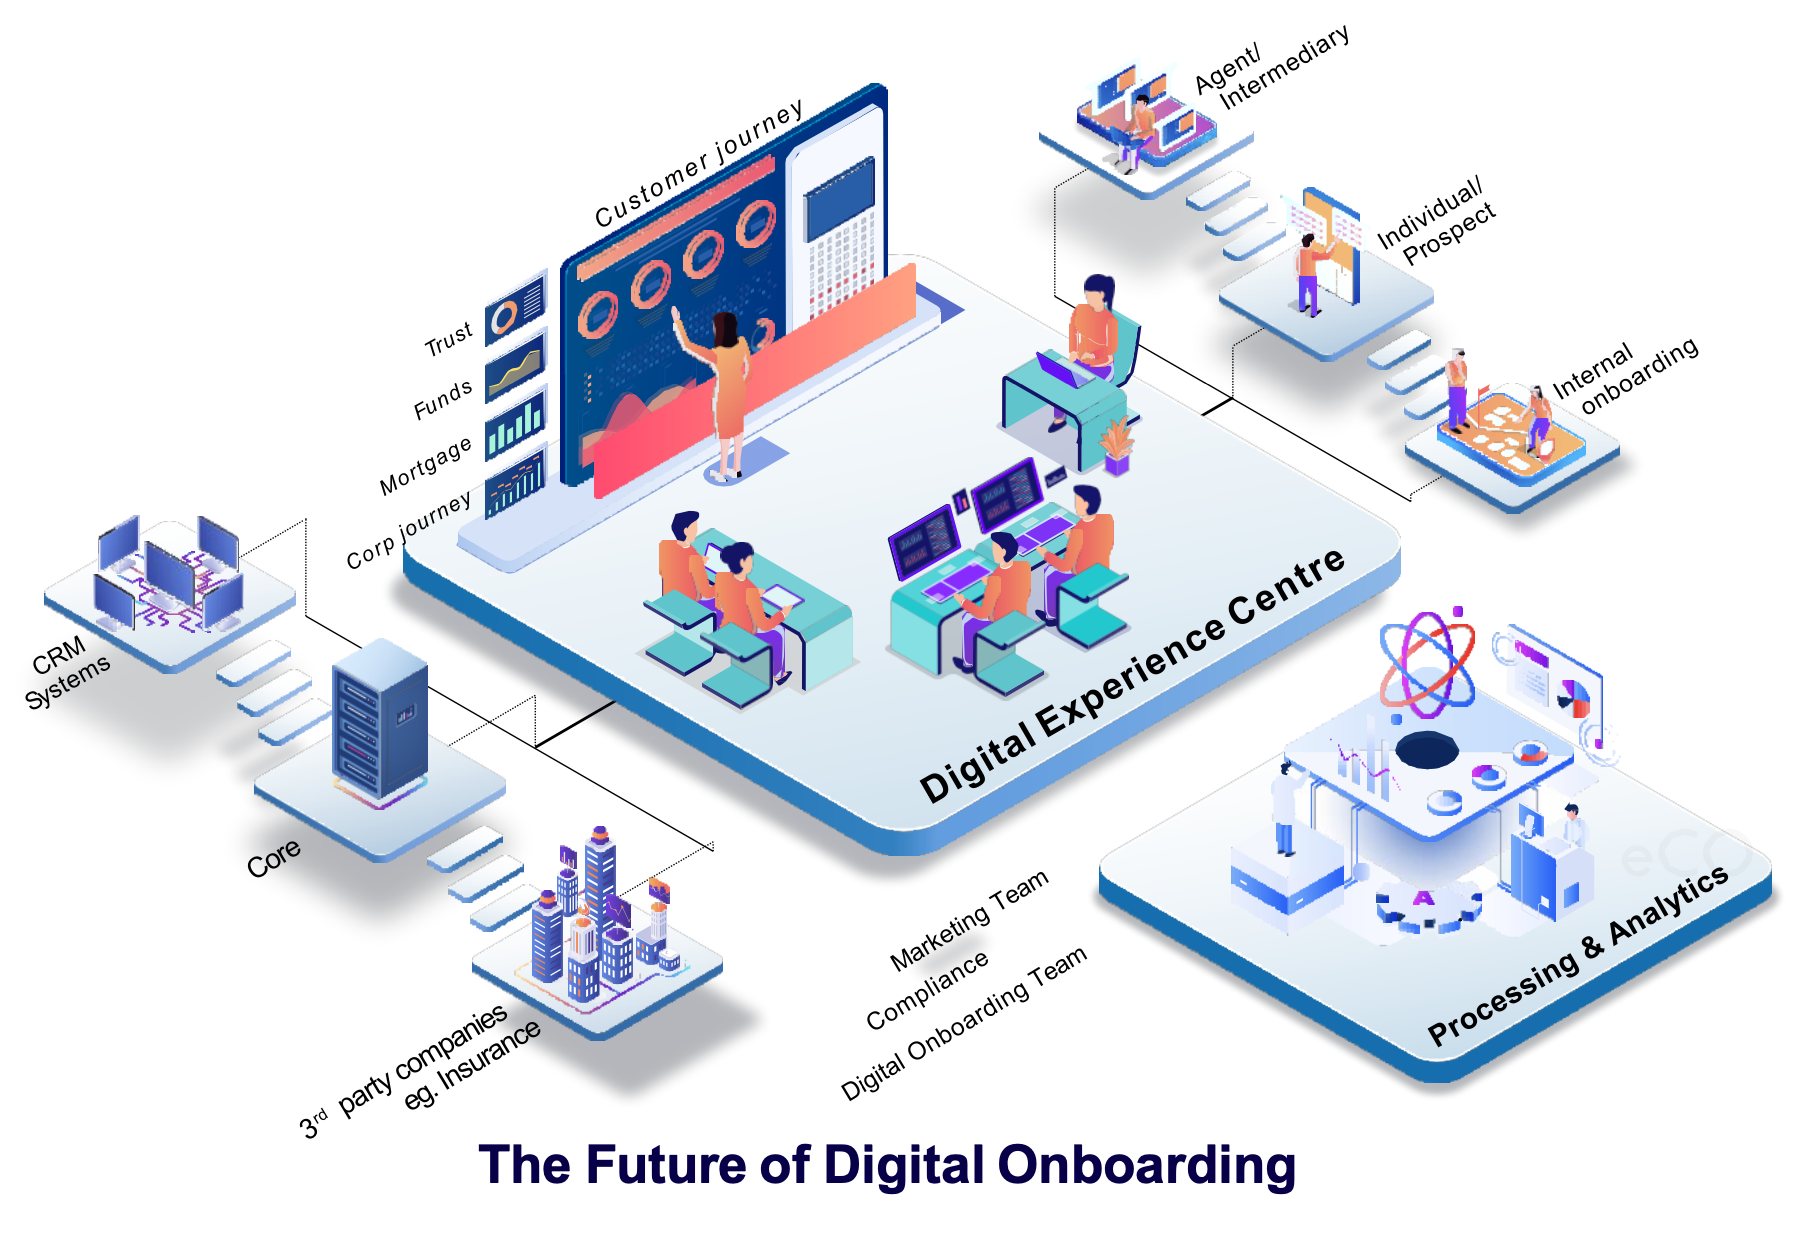 Agent/
Intermediary
Customer journey
Individual/
Prospect
Trust
Funds
Mortgage
Corp journey
Internal
onboarding
CRM
Systems
Core
3rd party companies
eg. Insurance
Digital Experience Centre
Marketing Team
Compliance
Digital Onboarding Team
eCO
A
Processing & Analytics
The Future of Digital Onboarding